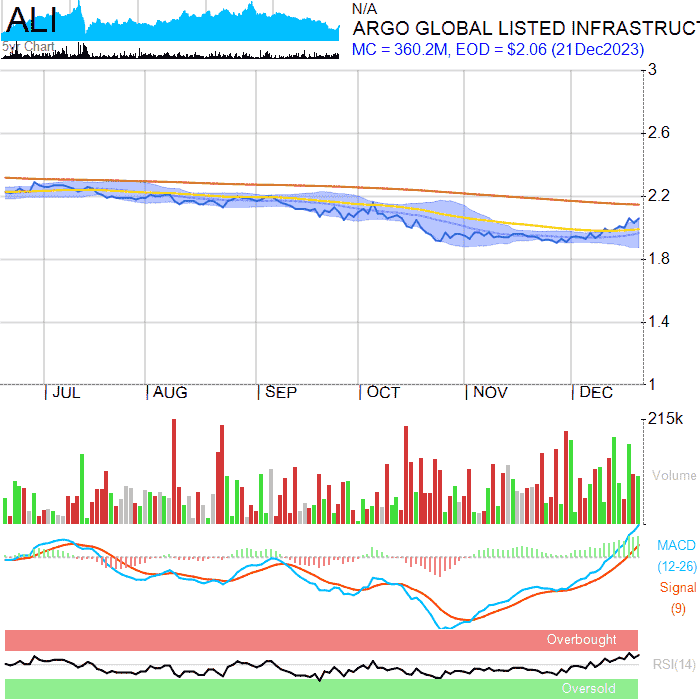 ALI
5yr Chart
N/A
ARGO GLOBAL LISTED INFRASTRUCT
MC = 360.2M, EOD = $2.06 (21Dec2023)
3
2.6
2.2
1.8
1.4
1
JUL AUG SEP OCT NOV DEC
215k
Volume
MACD
(12-26)
Signal
(9)
Overbought
RSI(14)
Oversold